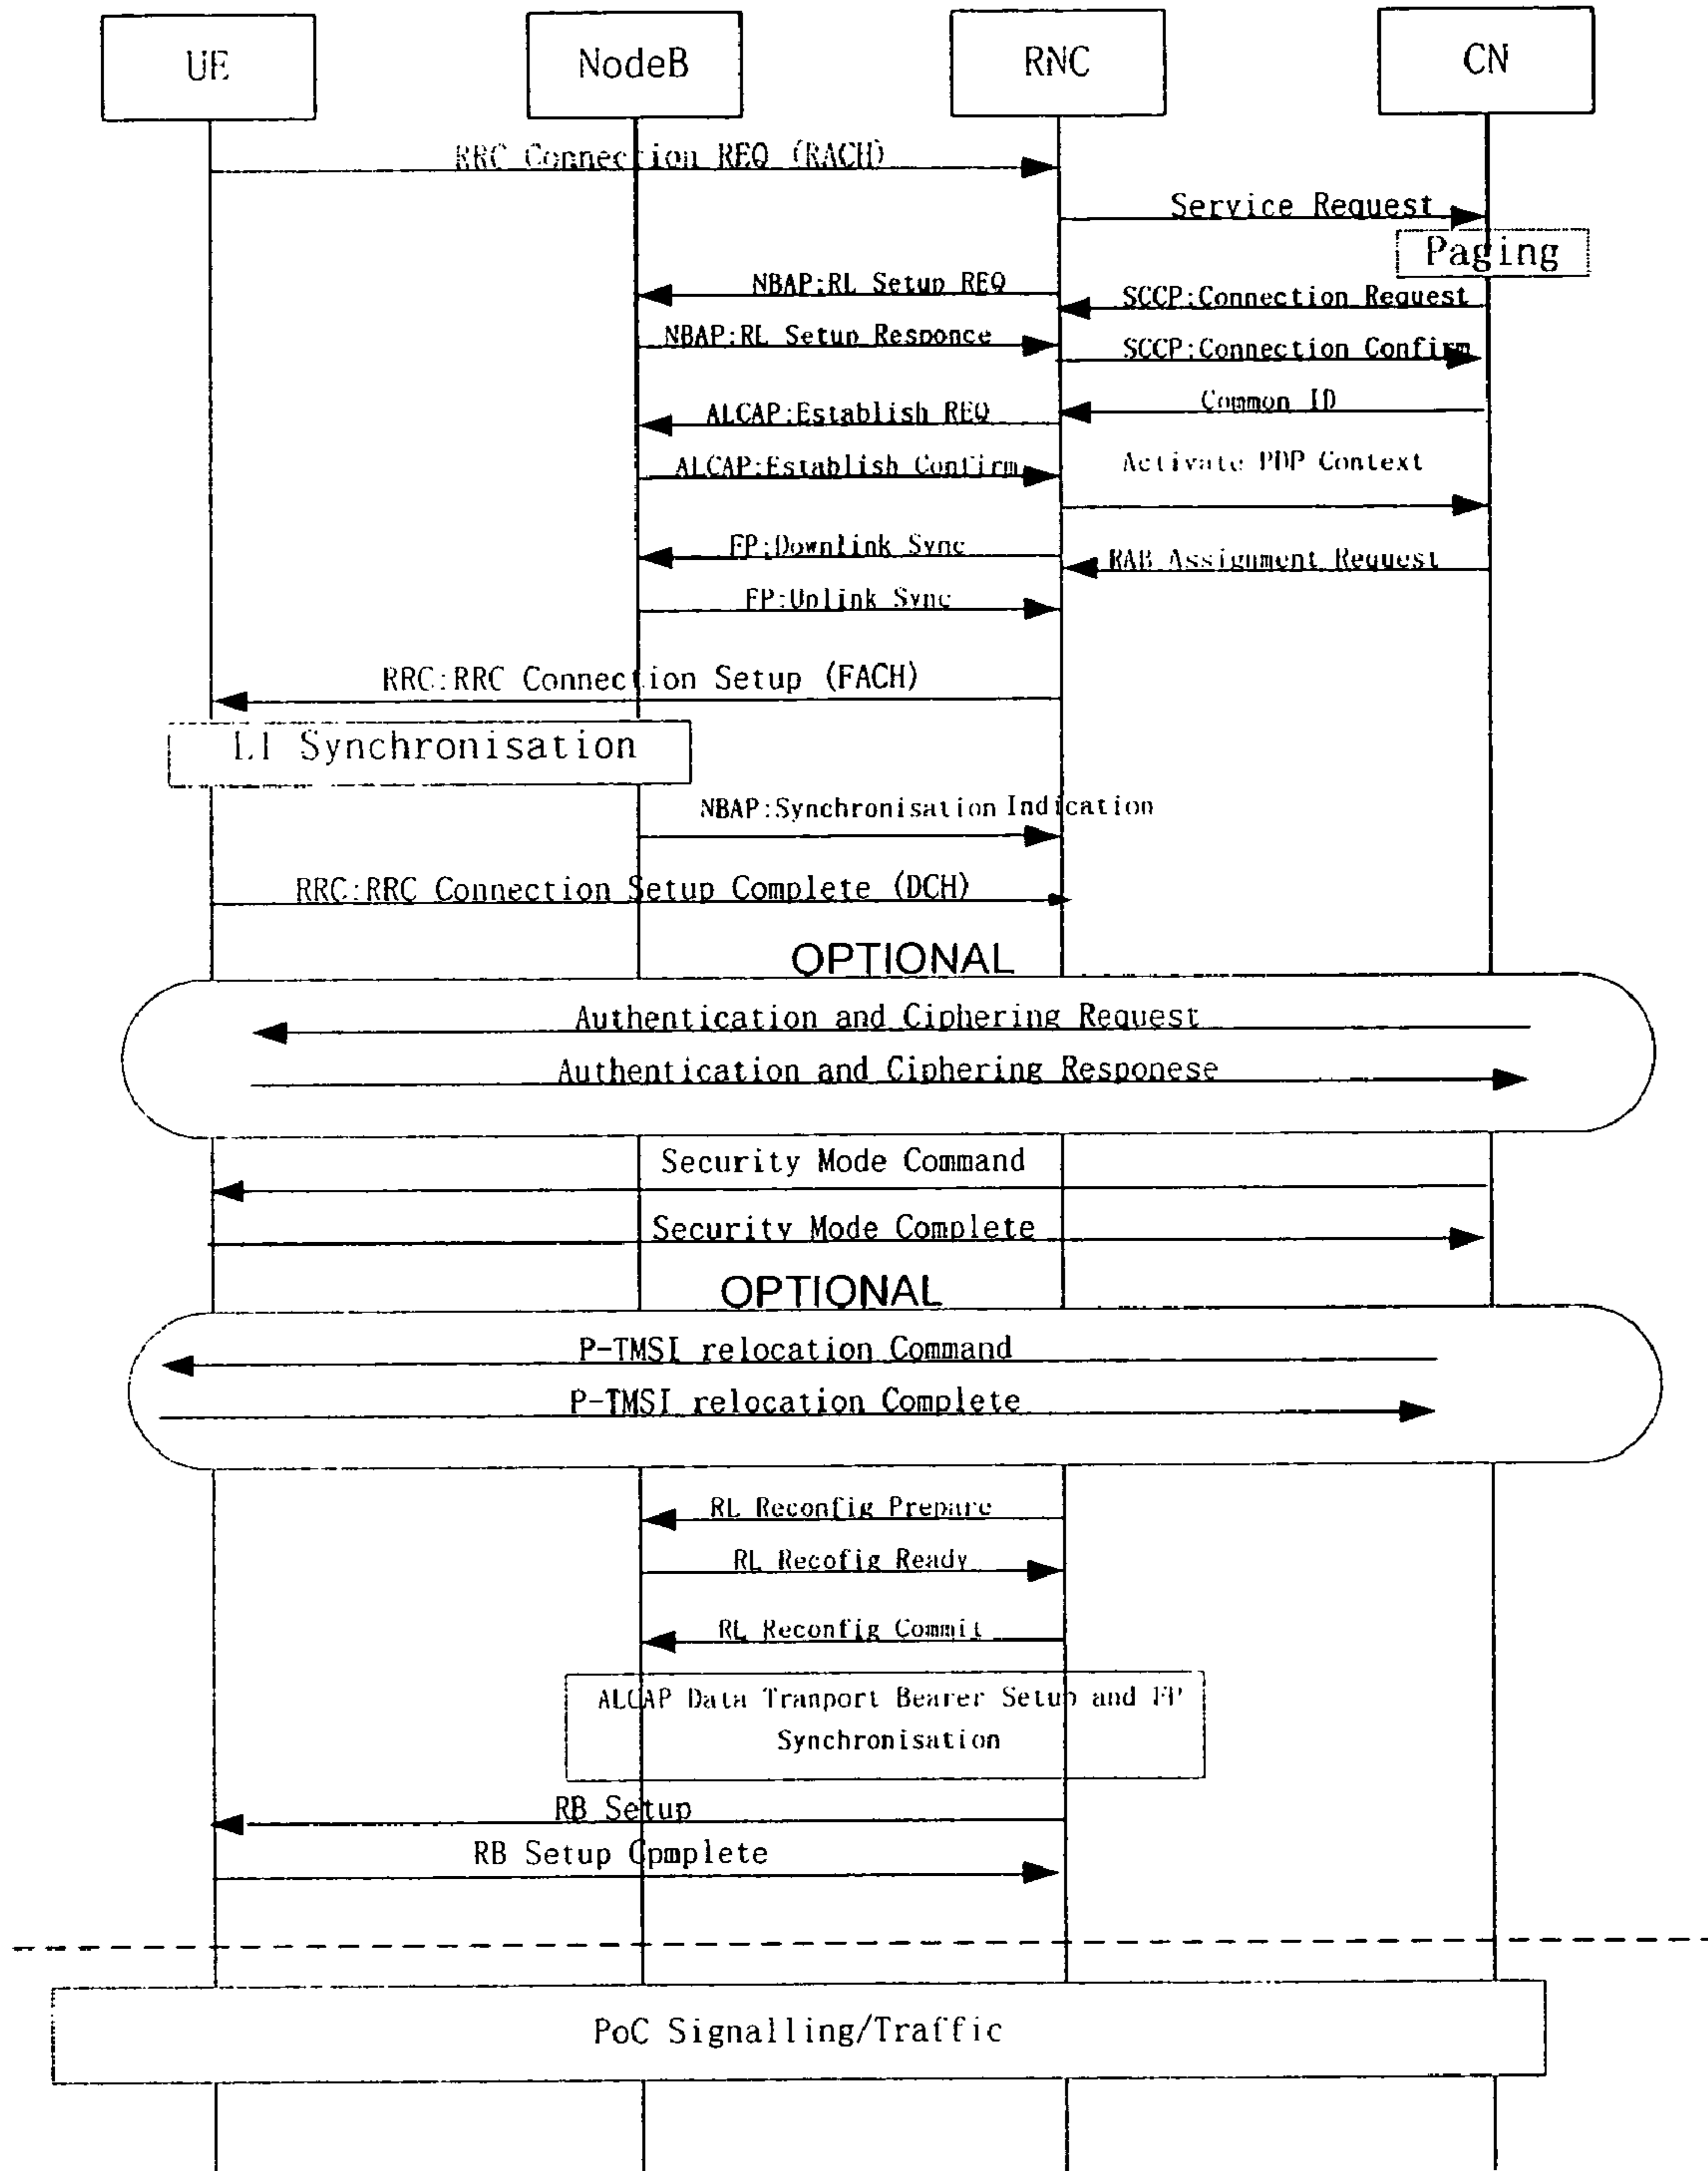 UE
NodeB
RNC
CN
RRC Connection REQ (RACH)
Service Request
Paging
NBAP:RL Setup REQ
SCCP:Connection Request
NBAP:RL Setup Responce
SCCP:Connection Confirm
Common ID
ALCAP:Establish REQ
ALCAP:Establish Confirm
Activate PDP Context
FP:Downlink Sync
RAB Assignment Request
FP:Uplink Sync
RRC:RRC Connection Setup (FACH)
L1 Synchronisation
NBAP:Synchronisation Indication
RRC:RRC Connection Setup Complete (DCH)
OPTIONAL
Authentication and Ciphering Request
Authentication and Ciphering Responese
Security Mode Command
Security Mode Complete
OPTIONAL
P-TMSI relocation Command
P-TMSI relocation Complete
RL Reconfig Prepare
RL Recofig Ready
RL Reconfig Commit
ALCAP Data Tranport Bearer Setup and FP
Synchronisation
RB Setup
RB Setup Cpmplete
PoC Signalling/Traffic